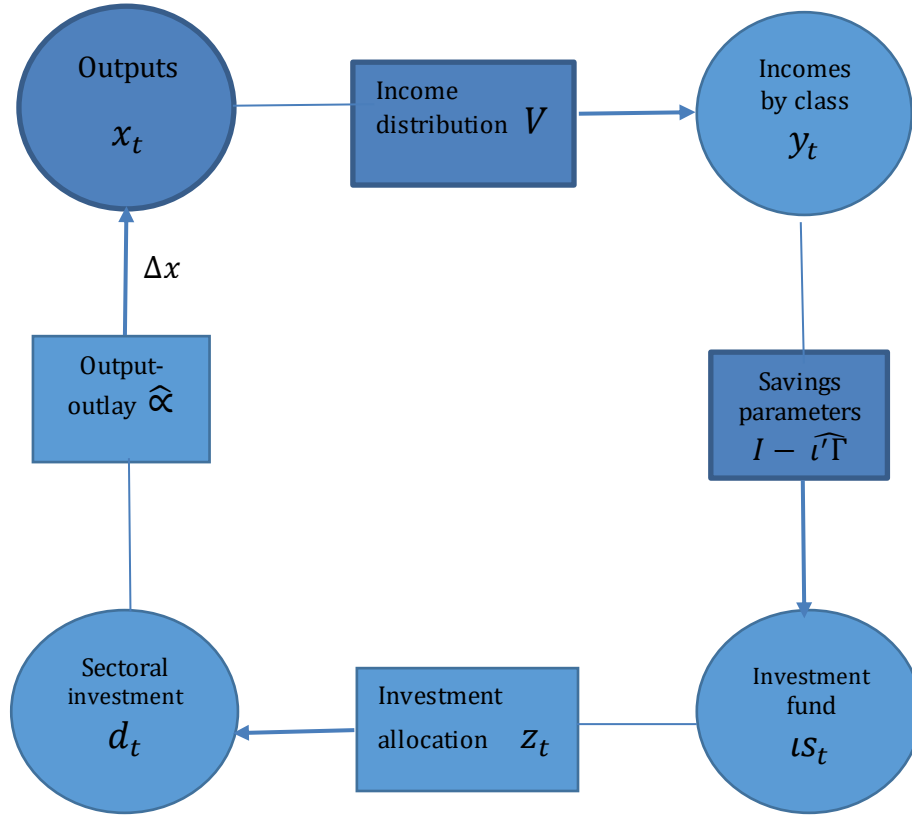 Outputs
x_t
Income
distribution V
Incomes
by class
y_t
Δx
Output-
outlay ∝̂
Savings
parameters
I − \widehat{ι′Γ}
Sectoral
investment
d_t
Investment
allocation z_t
Investment
fund
ιs_t